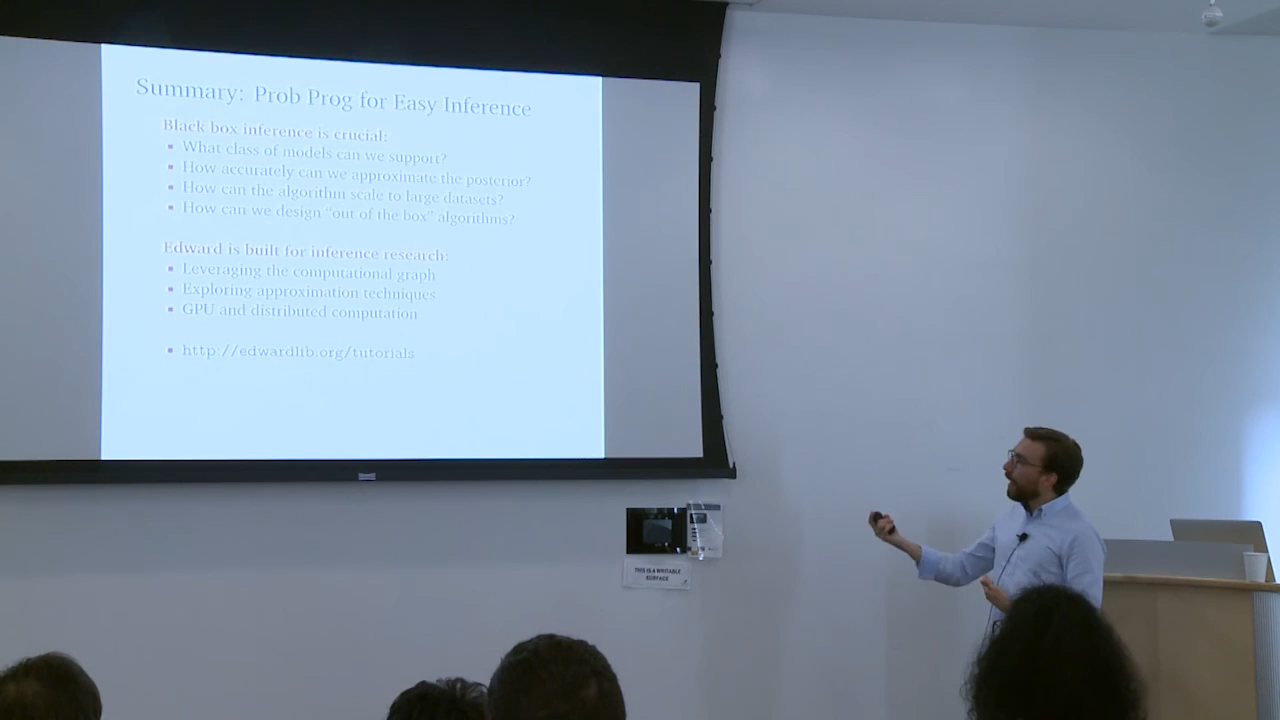 Summary: Prob Prog for Easy Inference
Black box inference is crucial:
▪ What class of models can we support?
▪ How accurately can we approximate the posterior?
▪ How can the algorithm scale to large datasets?
▪ How can we design “out of the box” algorithms?
Edward is built for inference research:
▪ Leveraging the computational graph
▪ Exploring approximation techniques
▪ GPU and distributed computation
▪ http://edwardlib.org/tutorials
THIS IS A WRITABLE
SURFACE